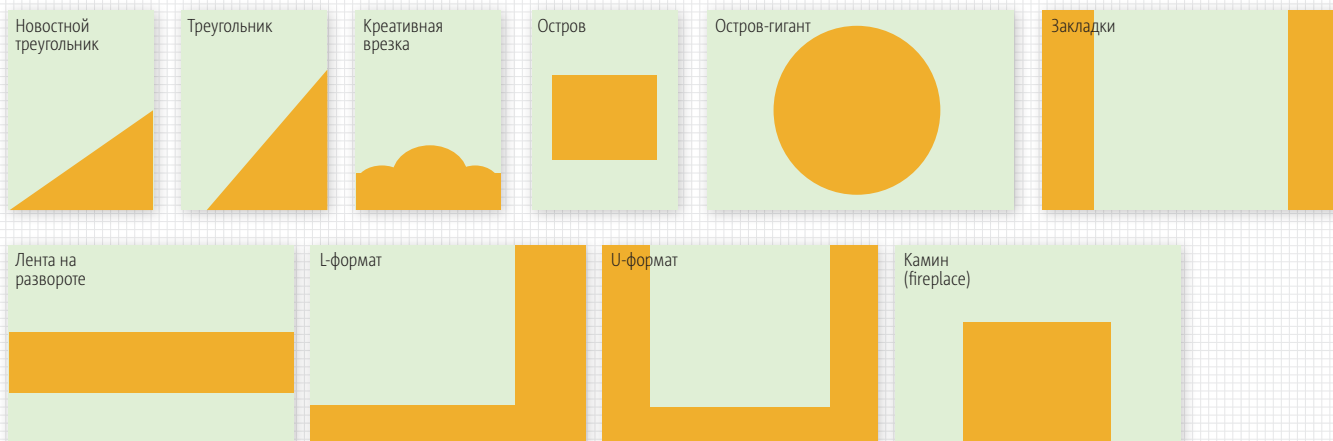 Новостной
треугольник
Треугольник
Креативная
врезка
Остров
Остров-гигант
Закладки
Лента на
развороте
L-формат
U-формат
Камин
(fireplace)